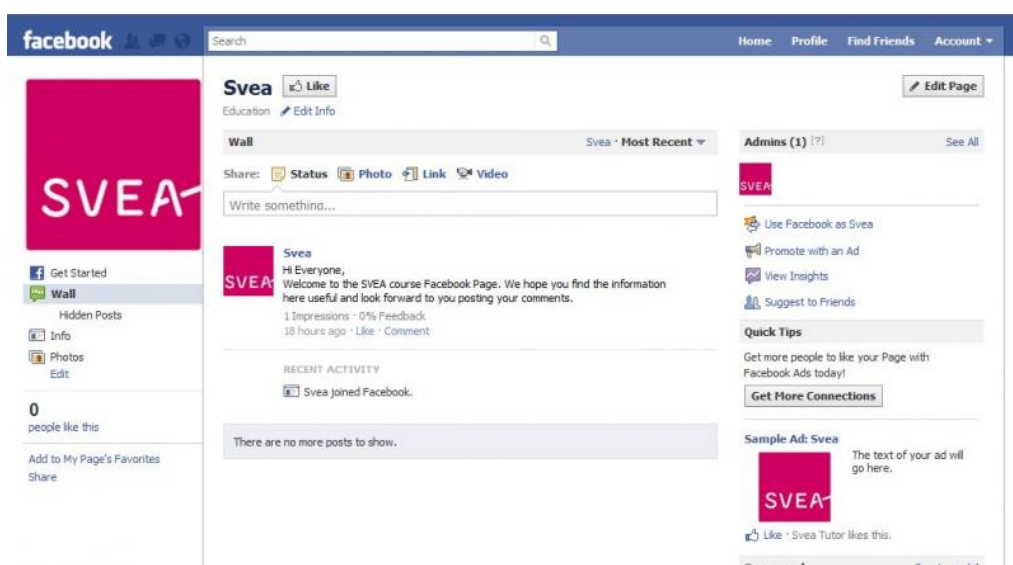 facebook
Search
Home Profile Find Friends Account
SVEA
Get Started
Wall
Hidden Posts
Info
Photos
Edit
0
people like this
Add to My Page's Favorites
Share
Svea Like
Education Edit Info
Wall Svea · Most Recent
Share: Status Photo Link Video
Write something...
SVEA
Svea
Hi Everyone,
Welcome to the SVEA course Facebook Page. We hope you find the information
here useful and look forward to you posting your comments.
1 Impressions · 0% Feedback
18 hours ago · Like · Comment
RECENT ACTIVITY
Svea joined Facebook.
There are no more posts to show.
Edit Page
Admins (1) [?] See All
SVEA
Use Facebook as Svea
Promote with an Ad
View Insights
Suggest to Friends
Quick Tips
Get more people to like your Page with
Facebook Ads today!
Get More Connections
Sample Ad: Svea
SVEA
The text of your ad will
go here.
Like · Svea Tutor likes this.